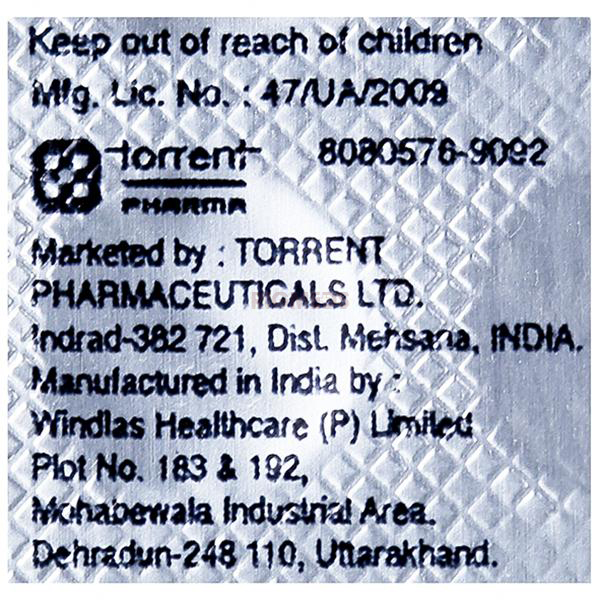 Keep out of reach of children
Mfg. Lic. No. : 47/UA/2009
torrent 8080576-9092
PHARMA
Marketed by : TORRENT
PHARMACEUTICALS LTD.
Indrad-382 721, Dist. Mehsana, INDIA.
Manufactured in India by :
Windlas Healthcare (P) Limited
Plot No. 183 & 192,
Mohabewala Industrial Area.
Dehradun-248 110, Uttarakhand.